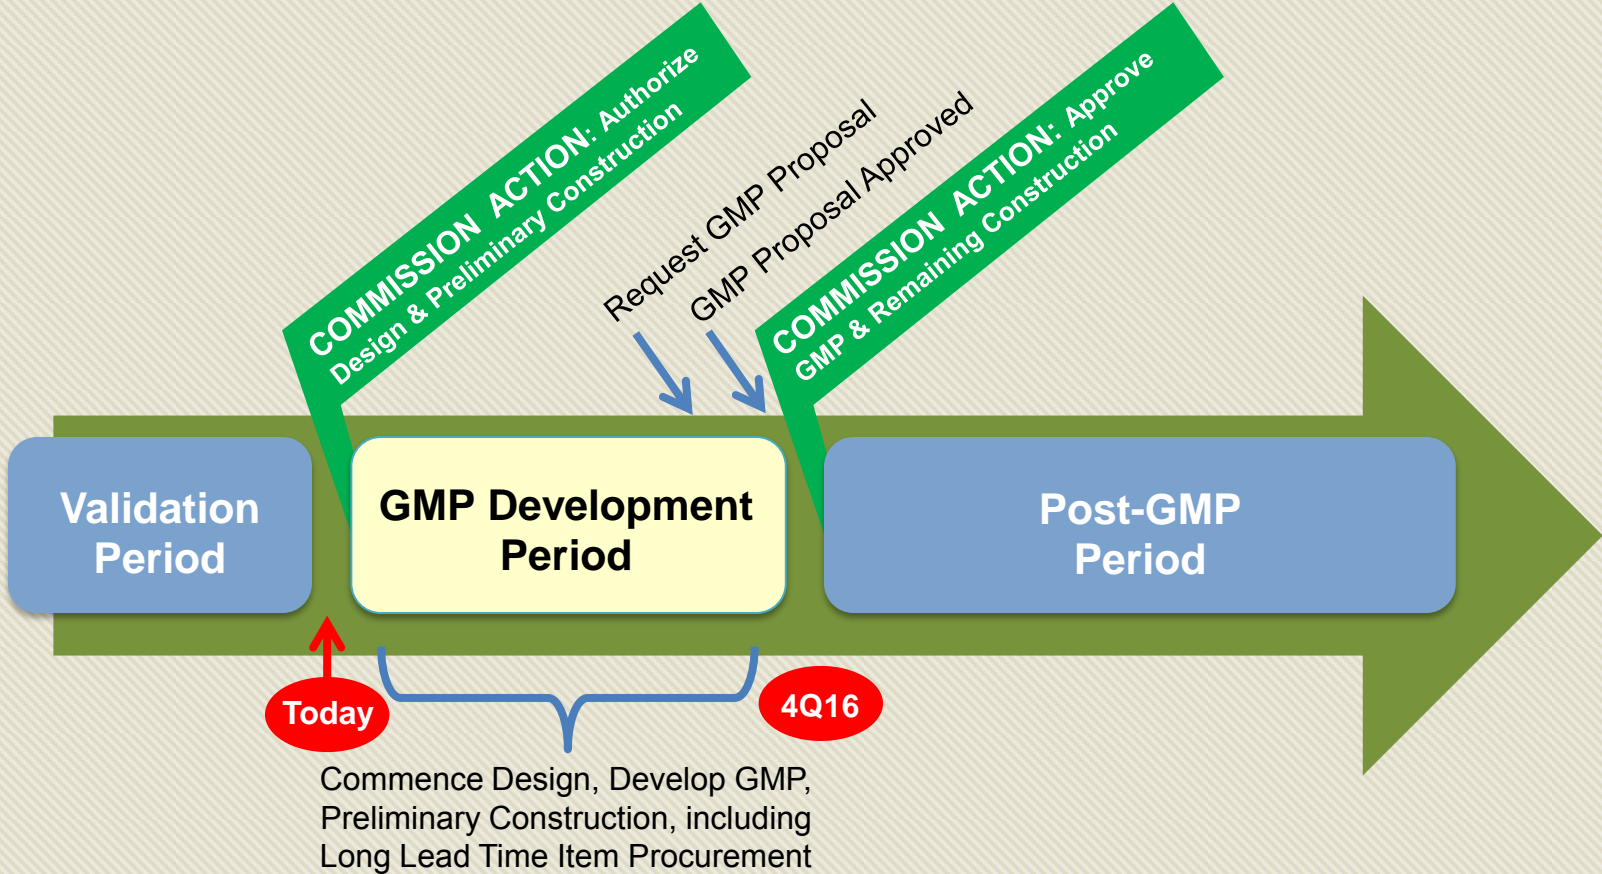 COMMISSION ACTION: Authorize
Design & Preliminary Construction
Request GMP Proposal
GMP Proposal Approved
COMMISSION ACTION: Approve
GMP & Remaining Construction
Validation
Period
GMP Development
Period
Post-GMP
Period
Today
4Q16
Commence Design, Develop GMP,
Preliminary Construction, including
Long Lead Time Item Procurement